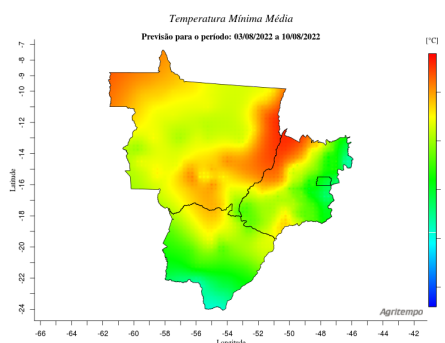 Temperatura Mínima Média
Previsão para o período: 03/08/2022 a 10/08/2022
[°C]
-7
-8
-9
-10
-12
-14
-16
-18
-20
-22
-24
Latitude
Agritempo
-66 -64 -62 -60 -58 -56 -54 -52 -50 -48 -46 -44 -42
Longitude